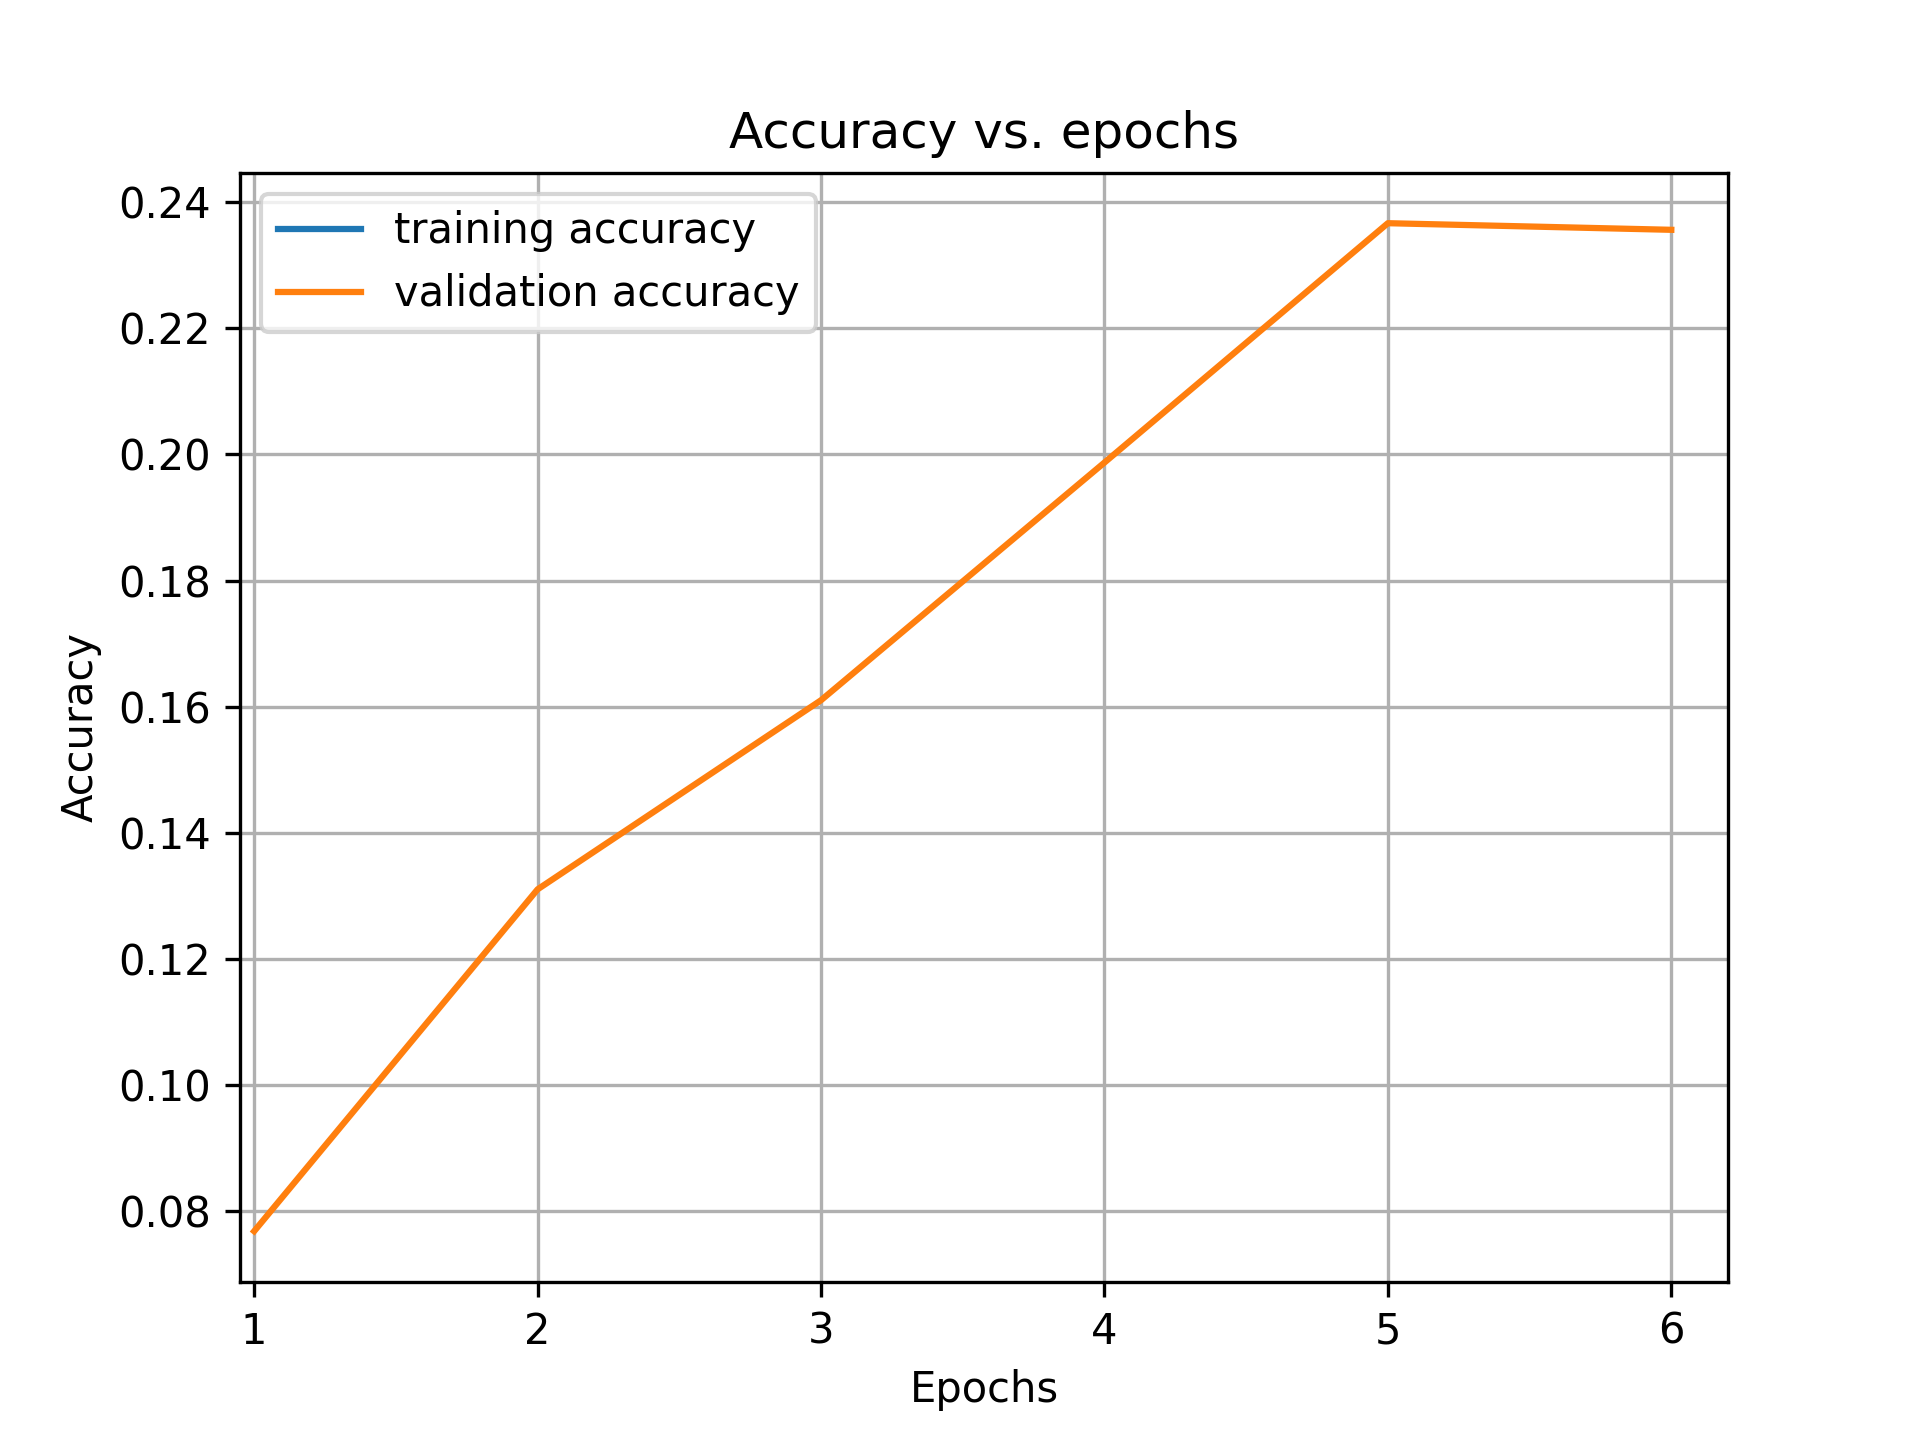 Accuracy vs. epochs
training accuracy
validation accuracy
Accuracy
0.24
0.22
0.20
0.18
0.16
0.14
0.12
0.10
0.08
1 2 3 4 5 6
Epochs